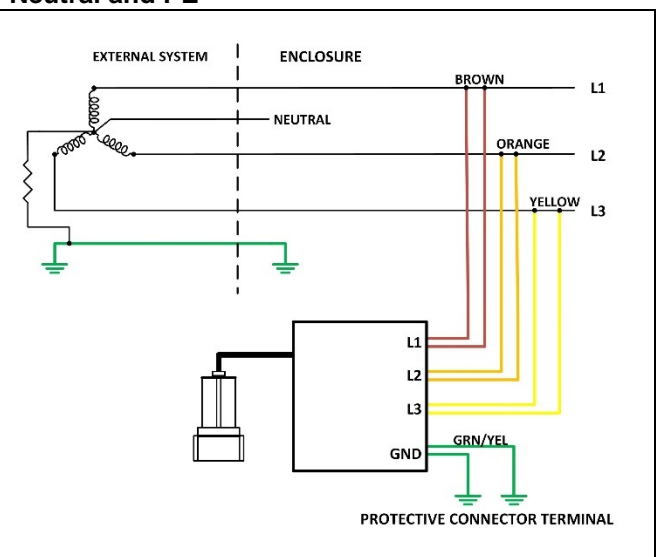 Neutral and PE
EXTERNAL SYSTEM
ENCLOSURE
BROWN
L1
NEUTRAL
ORANGE
L2
YELLOW
L3
L1
L2
L3
GRN/YEL
GND
PROTECTIVE CONNECTOR TERMINAL